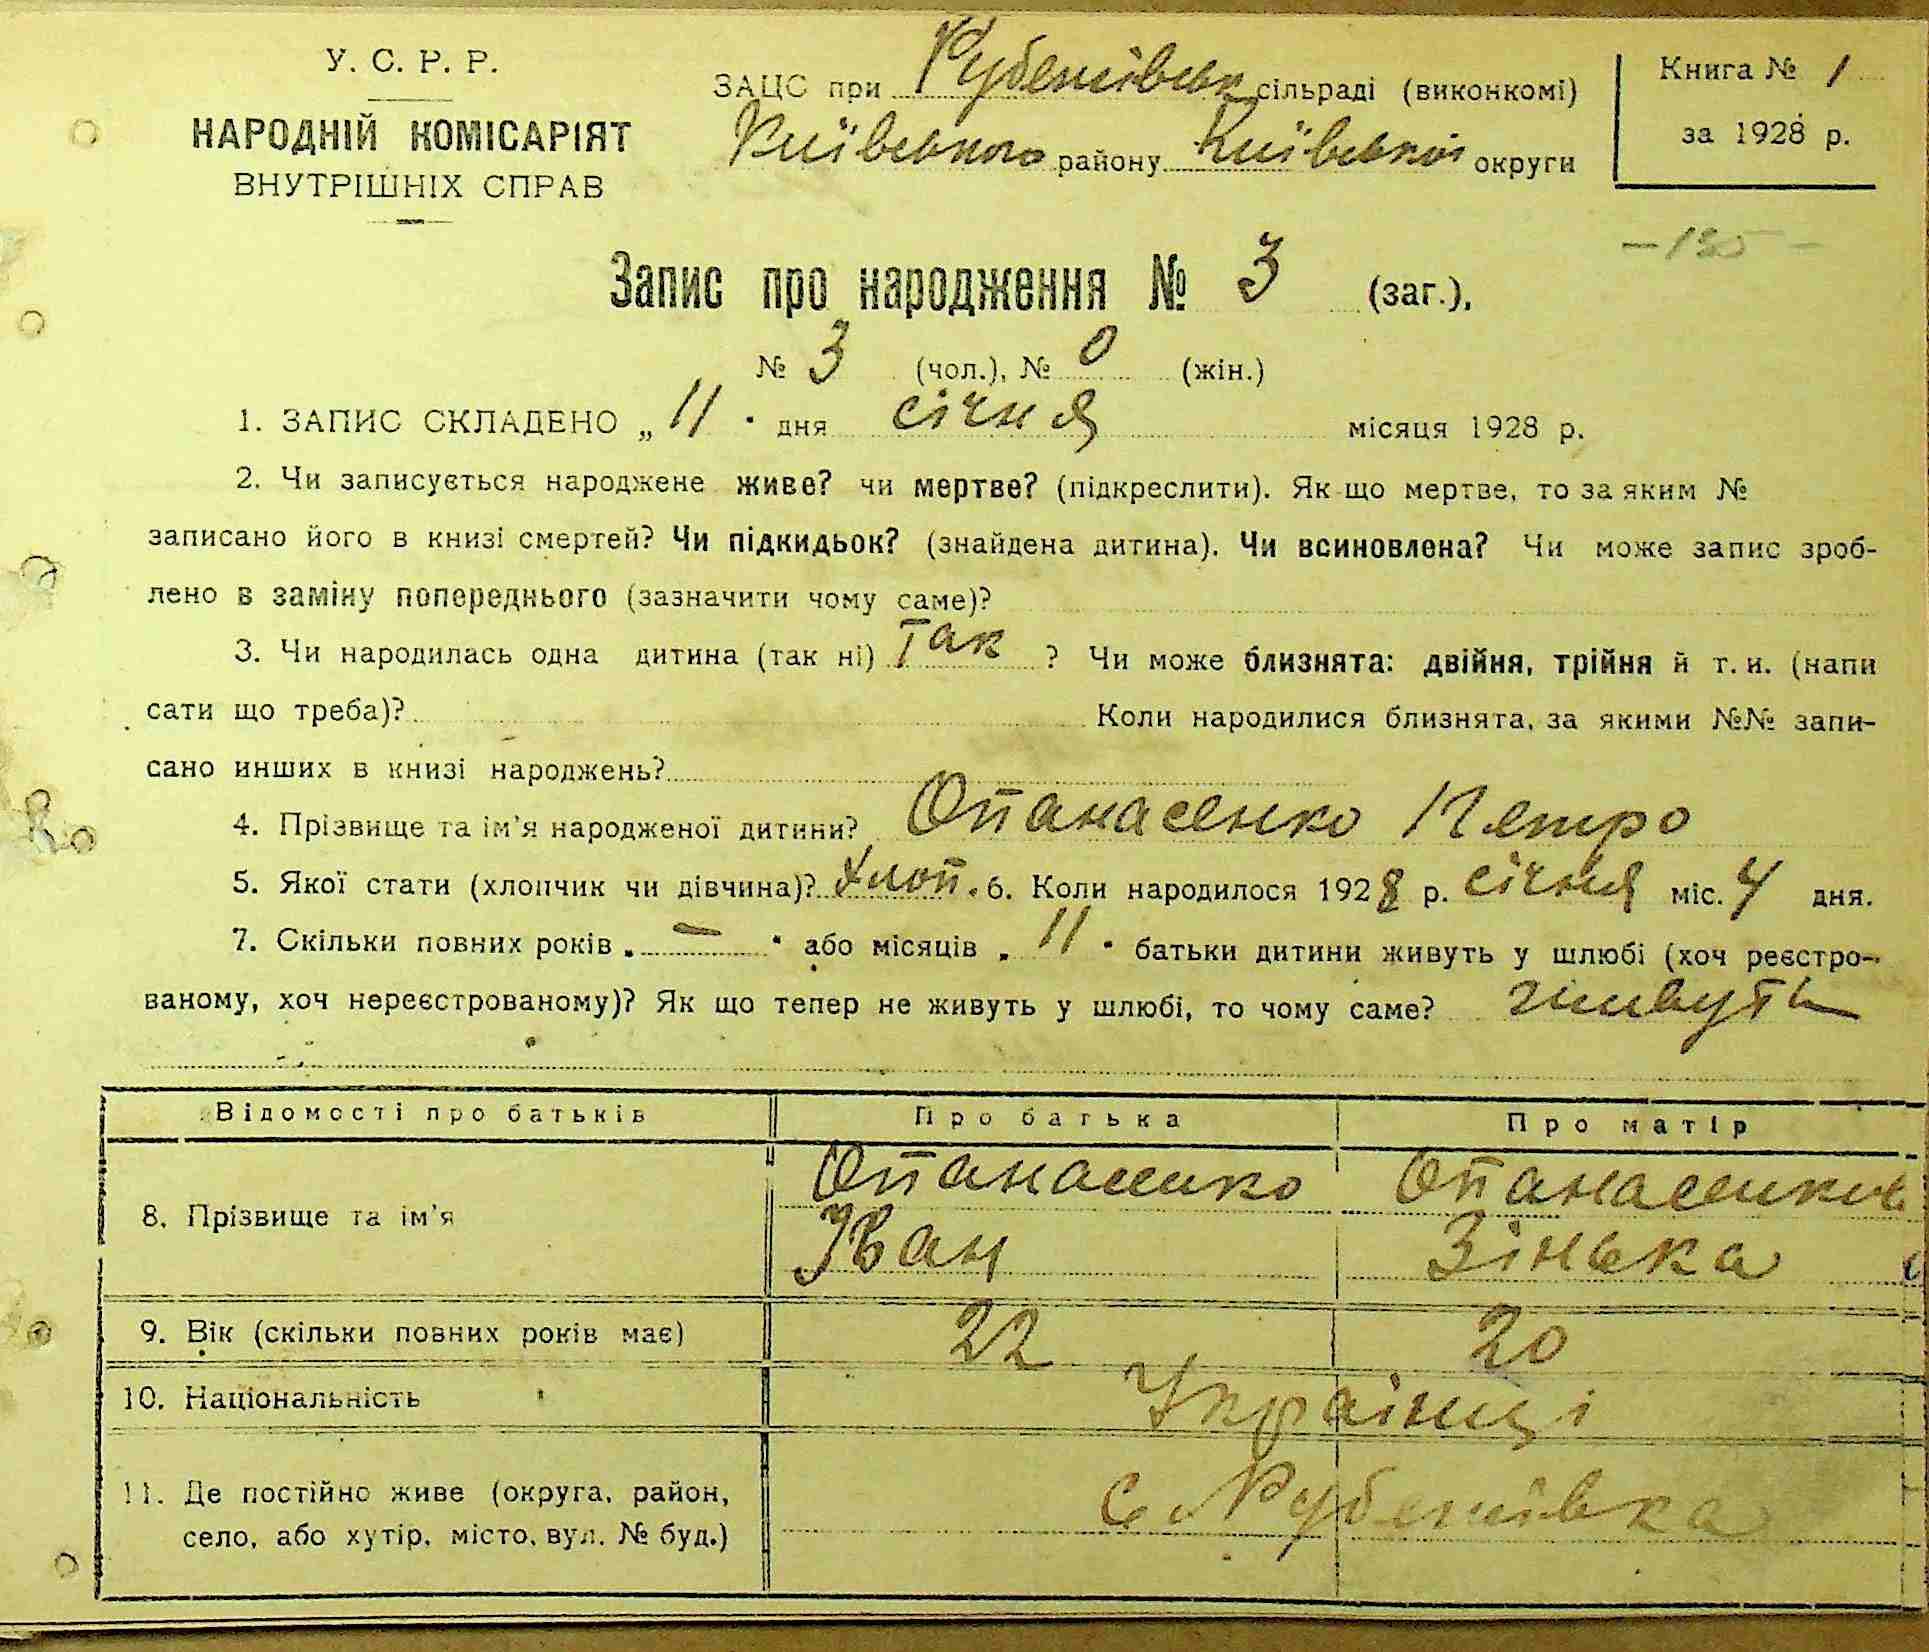 У. С. Р. Р.
НАРОДНІЙ КОМІСАРІЯТ
ВНУТРІШНІХ СПРАВ
ЗАЦС при Рубежівськ сільраді (виконкомі)
Київського району Київської округи
Книга № 1
за 1928 р.
Запис про народження № 3 (заг.),
№ 3 (чол.), № 0 (жін.)
1. ЗАПИС СКЛАДЕНО „ 11 " дня січня місяця 1928 р.
2. Чи записується народжене живе? чи мертве? (підкреслити). Як-що мертве, то за яким №
записано його в книзі смертей? Чи підкидьок? (знайдена дитина). Чи всиновлена? Чи може запис зроб-
лено в заміну попереднього (зазначити чому саме)?
3. Чи народилась одна дитина (так ні) Так ? Чи може близнята: двійня, трійня й т. и. (напи
сати що треба)? Коли народилися близнята, за якими №№ запи-
сано инших в книзі народжень?
4. Прізвище та ім'я народженої дитини? Опанасенко Петро
5. Якої стати (хлопчик чи дівчина)? хлоп. 6. Коли народилося 1928 р. січня міс. 4 дня.
7. Скільки повних років „ — " або місяців „ 11 " батьки дитини живуть у шлюбі (хоч реєстро-
ваному, хоч нереєстрованому)? Як що тепер не живуть у шлюбі, то чому саме? живуть
Відомості про батьків Про батька Про матір
8. Прізвище та ім'я
Опанасенко
Іван
Опанасенкова
Зінька
9. Вік (скільки повних років має) 22 20
10. Національність Українці
11. Де постійно живе (округа, район,
село, або хутір, місто, вул. № буд.)
с. Рубежівка